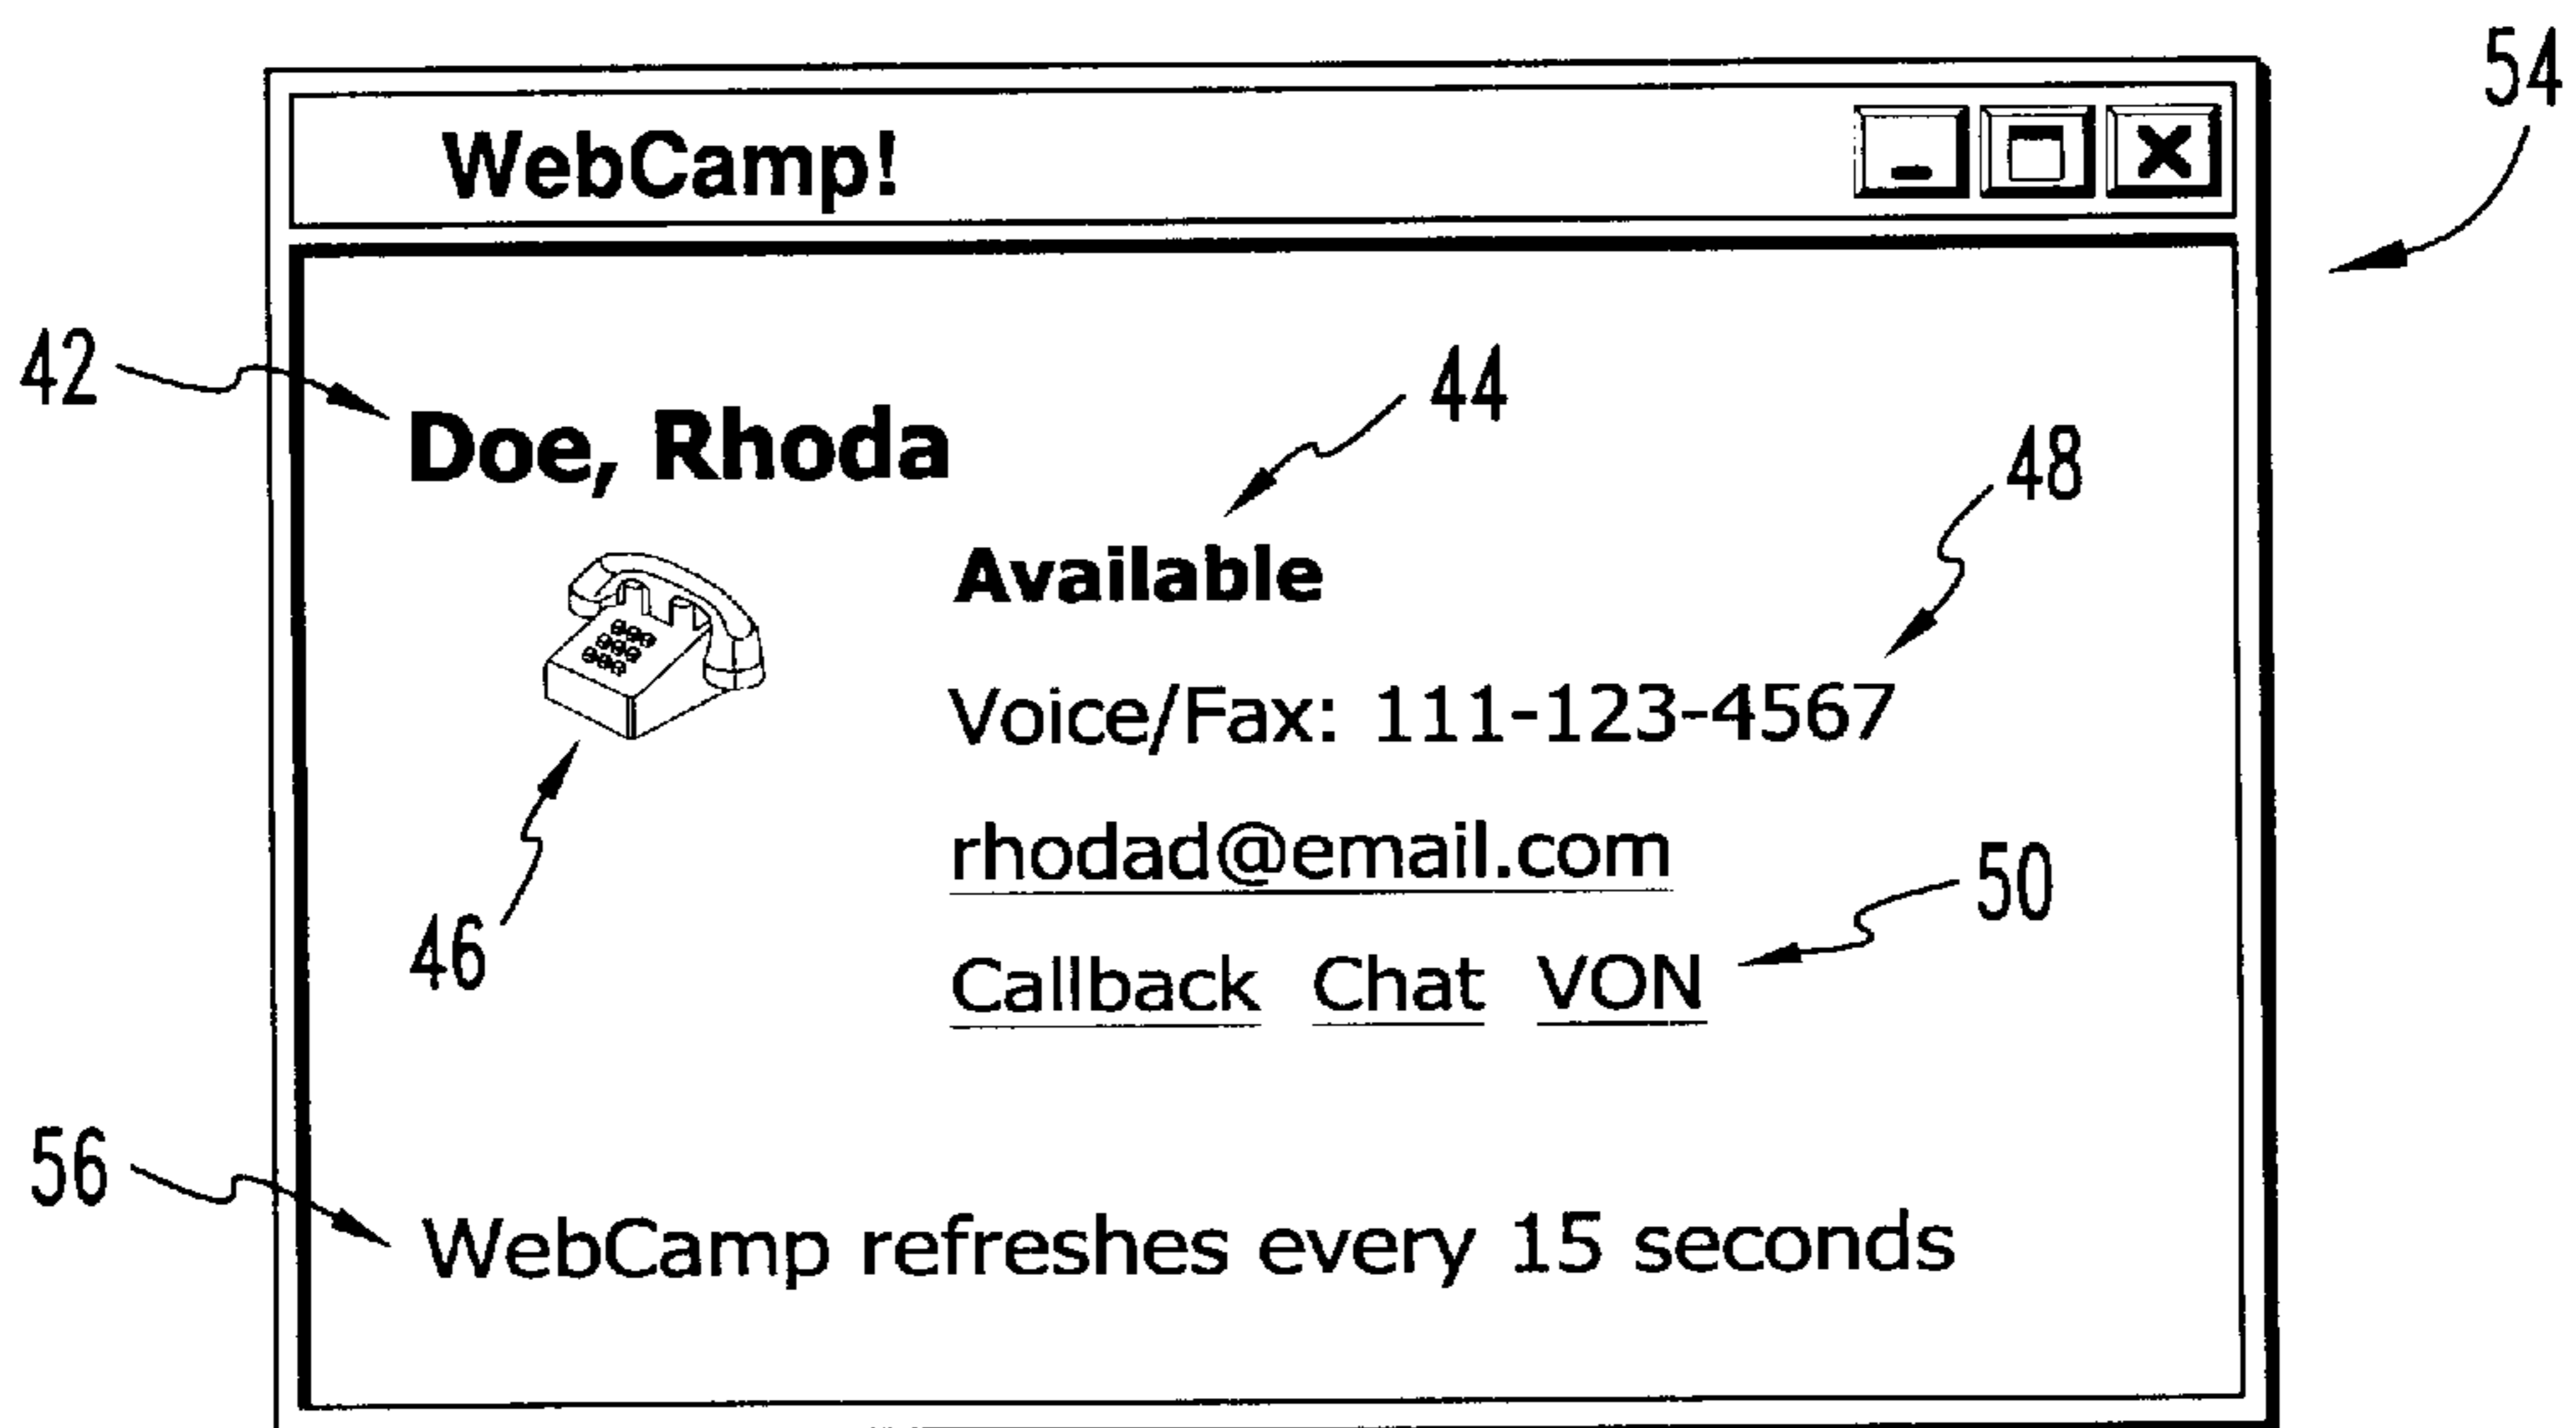 54
WebCamp!
42
44
Doe, Rhoda
48
Available
Voice/Fax: 111-123-4567
rhodad@email.com
50
46
Callback Chat VON
56
WebCamp refreshes every 15 seconds